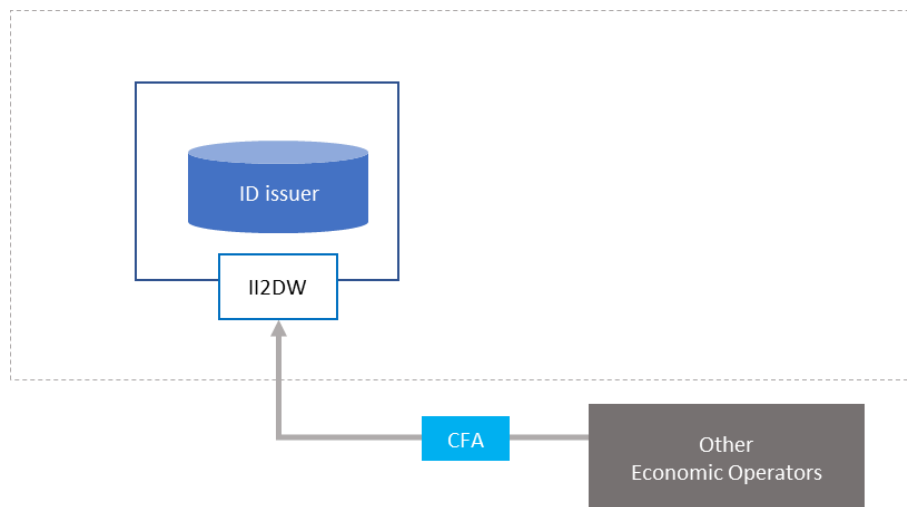 ID issuer
II2DW
CFA
Other
Economic Operators